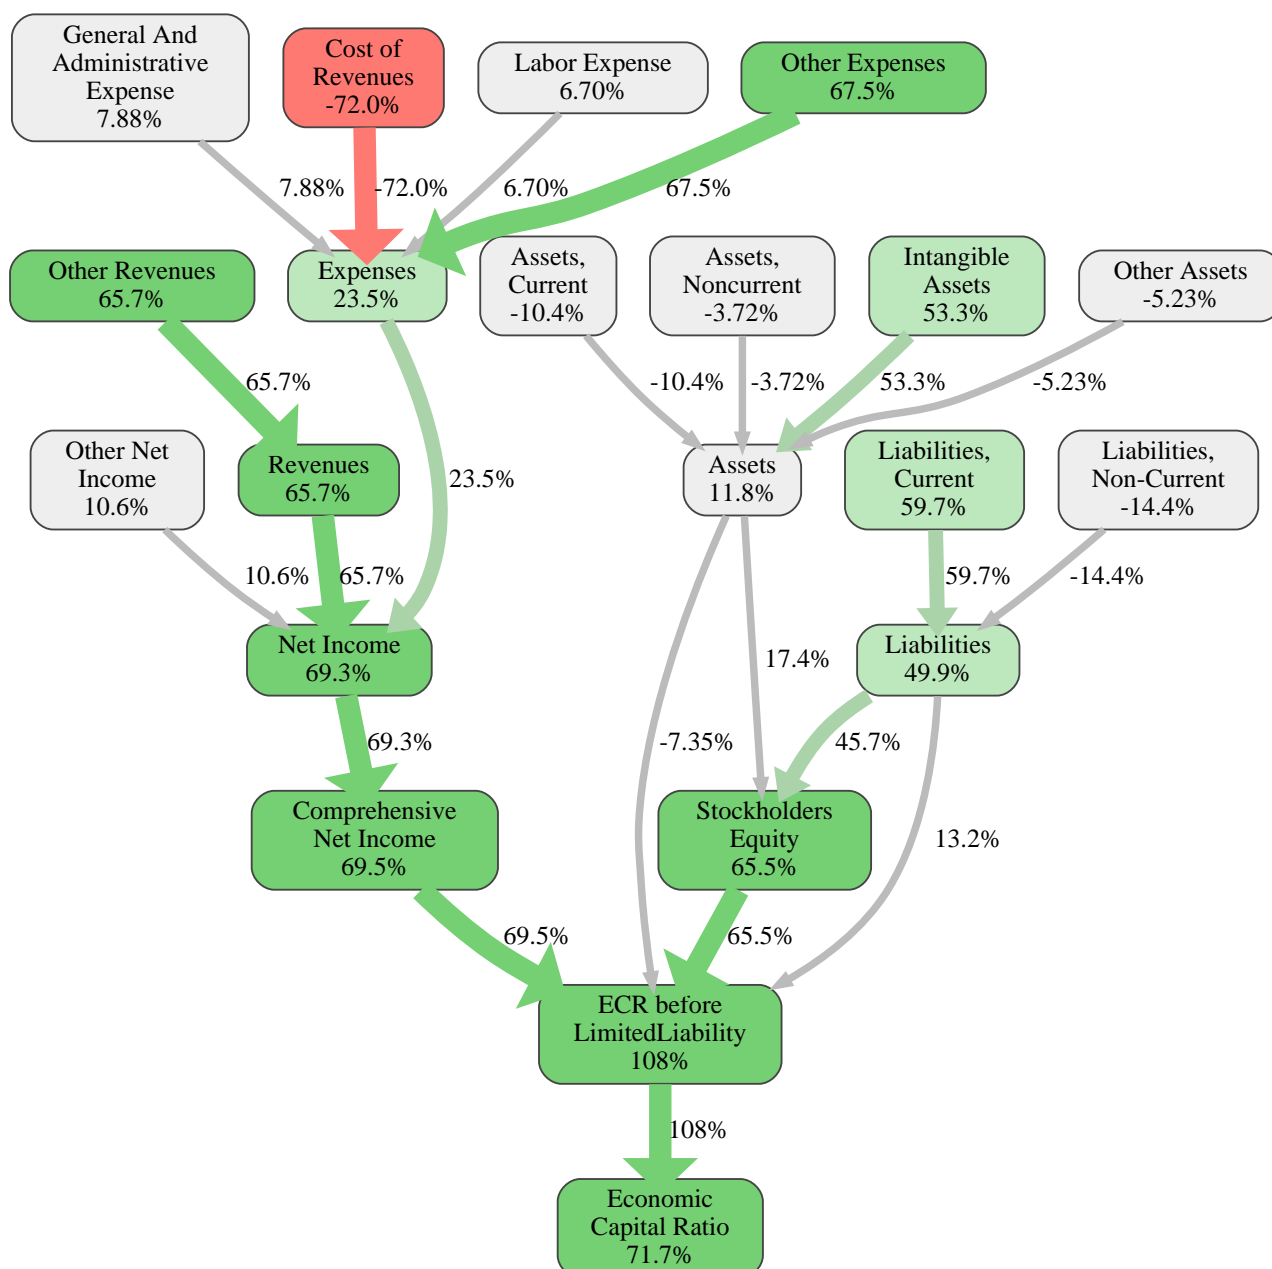 General And
Administrative
Expense
7.88%
Cost of
Revenues
-72.0%
Labor Expense
6.70%
Other Expenses
67.5%
7.88%
-72.0%
6.70%
67.5%
Other Revenues
65.7%
Expenses
23.5%
Assets,
Current
-10.4%
Assets,
Noncurrent
-3.72%
Intangible
Assets
53.3%
Other Assets
-5.23%
65.7%
-10.4%
-3.72%
53.3%
-5.23%
Other Net
Income
10.6%
Revenues
65.7%
23.5%
Assets
11.8%
Liabilities,
Current
59.7%
Liabilities,
Non-Current
-14.4%
10.6%
65.7%
59.7%
-14.4%
Net Income
69.3%
17.4%
Liabilities
49.9%
69.3%
-7.35%
45.7%
Comprehensive
Net Income
69.5%
Stockholders
Equity
65.5%
13.2%
69.5%
65.5%
ECR before
LimitedLiability
108%
108%
Economic
Capital Ratio
71.7%